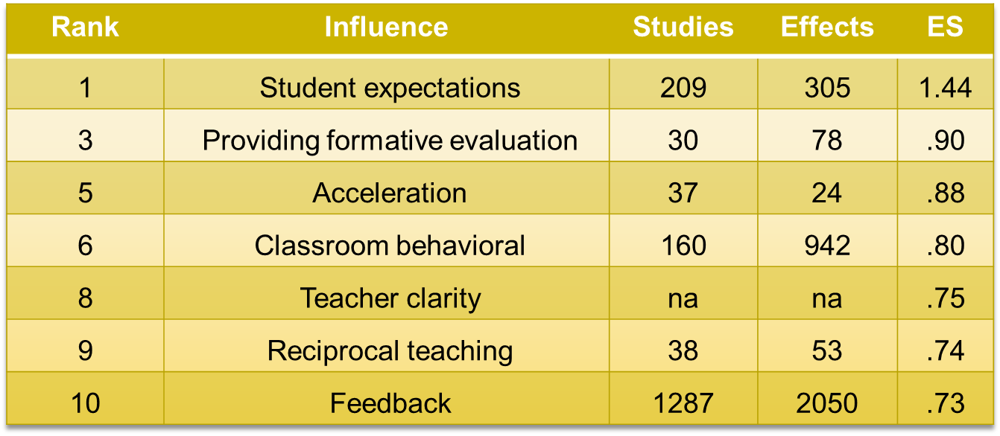 Rank Influence Studies Effects ES
1 Student expectations 209 305 1.44
3 Providing formative evaluation 30 78 .90
5 Acceleration 37 24 .88
6 Classroom behavioral 160 942 .80
8 Teacher clarity na na .75
9 Reciprocal teaching 38 53 .74
10 Feedback 1287 2050 .73